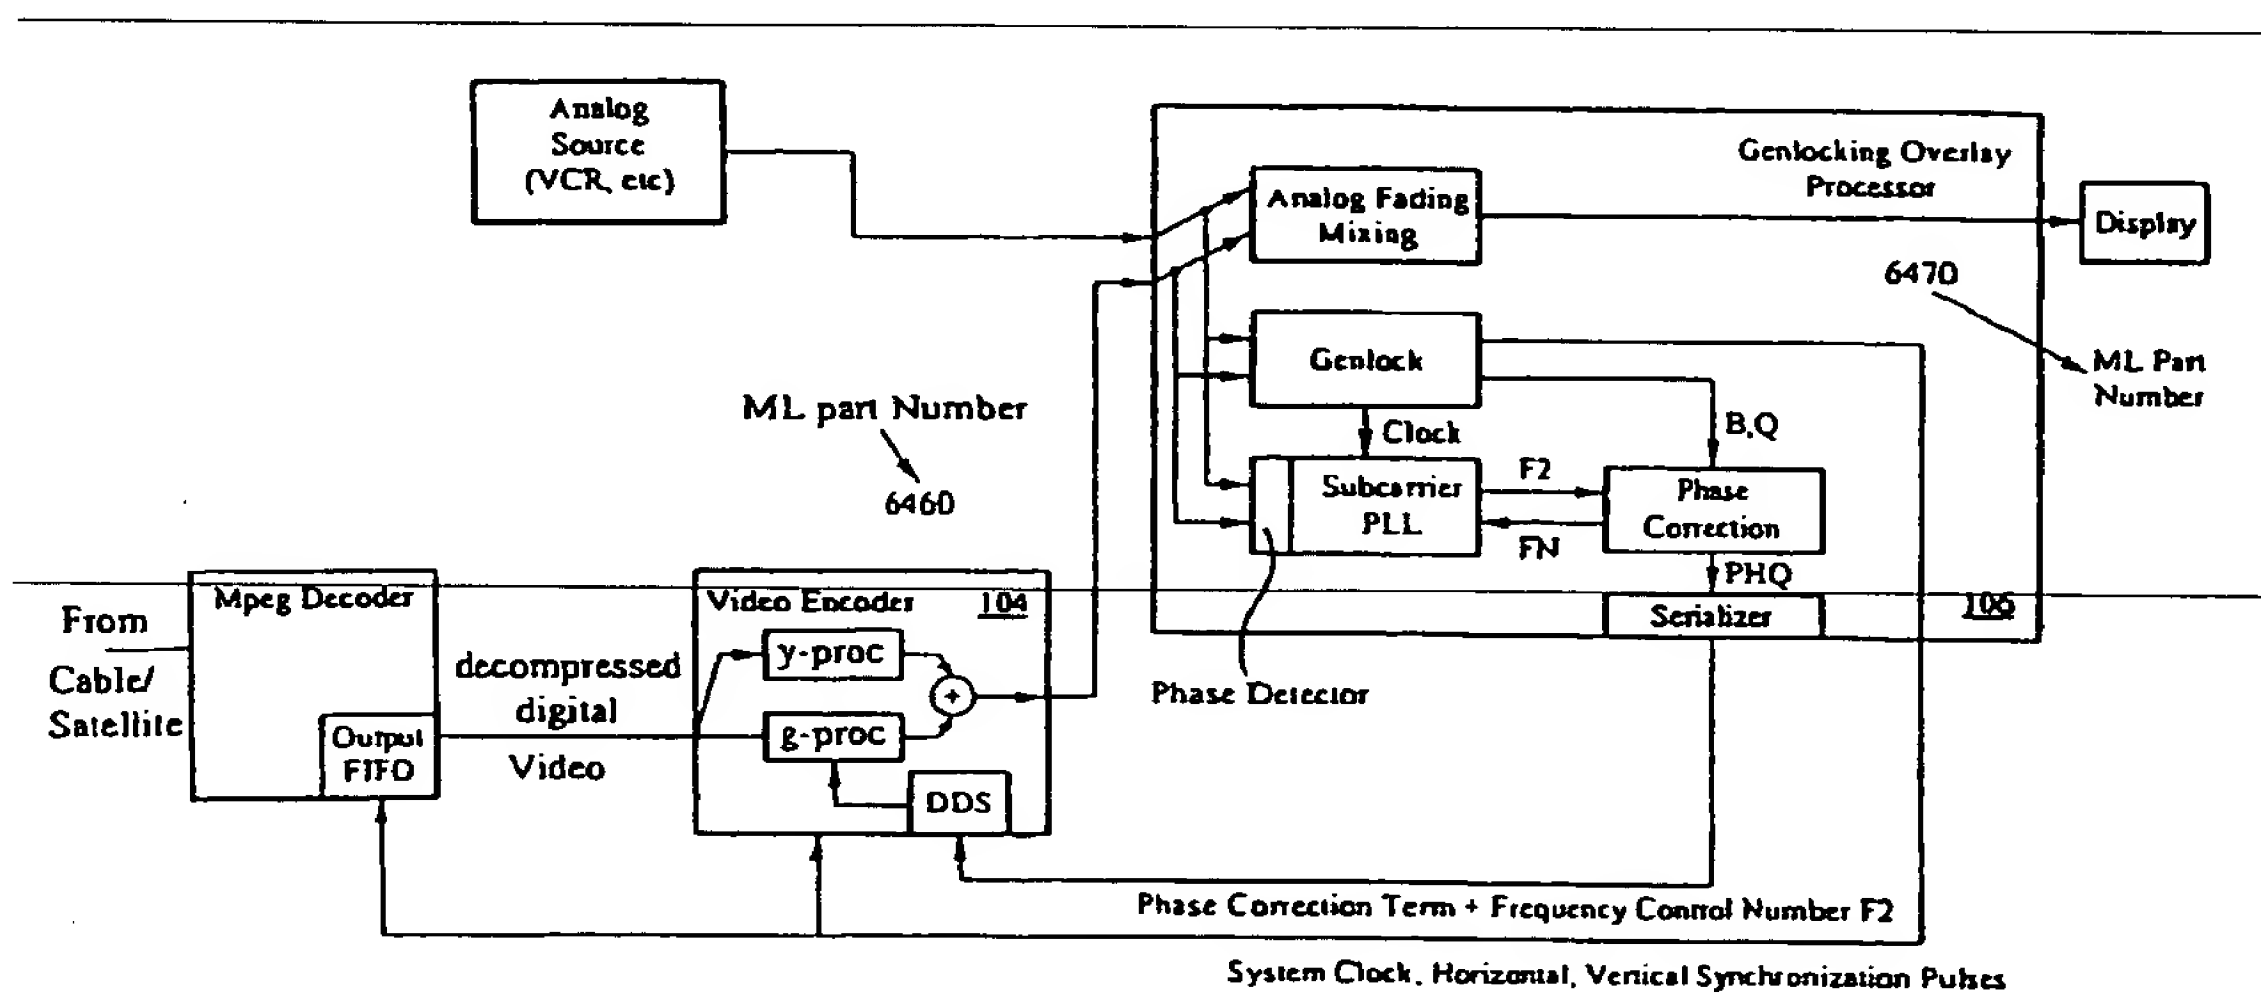 Analog
Source
(VCR, etc)
Genlocking Overlay
Processor
Analog Fading
Mixing
Display
6470
ML Part
Number
Genlock
ML part Number
6460
Clock
B,Q
Subcarrier
PLL
F2
FN
Phase
Correction
PHQ
Serializer
106
Phase Detector
Mpeg Decoder
From
Cable/
Satellite
Output
FIFO
decompressed
digital
Video
Video Encoder
104
y-proc
+
g-proc
DDS
Phase Correction Term + Frequency Control Number F2
System Clock, Horizontal, Vertical Synchronization Pulses